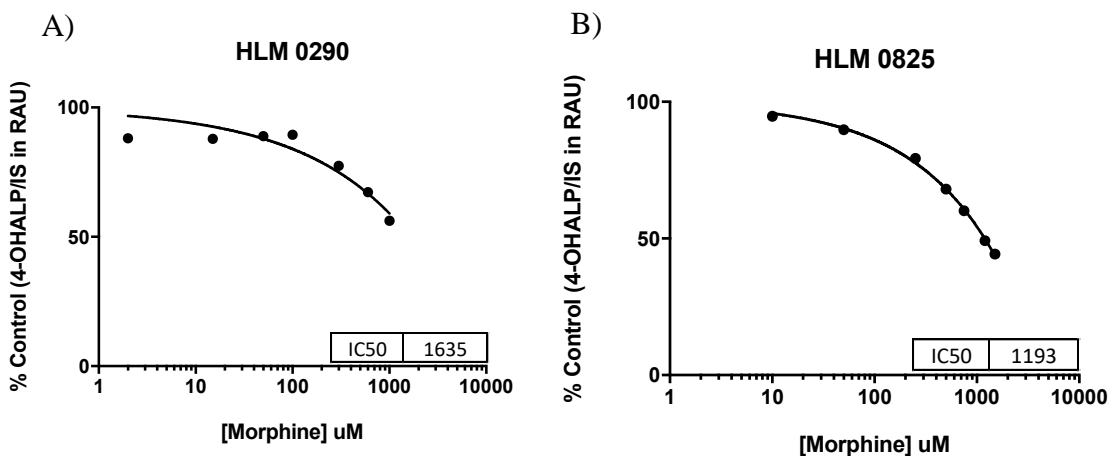 A)
HLM 0290
% Control (4-OHALP/IS in RAU)
100
50
0
IC50 1635
1 10 100 1000 10000
[Morphine] uM
B)
HLM 0825
% Control (4-OHALP/IS in RAU)
100
50
0
IC50 1193
1 10 100 1000 10000
[Morphine] uM